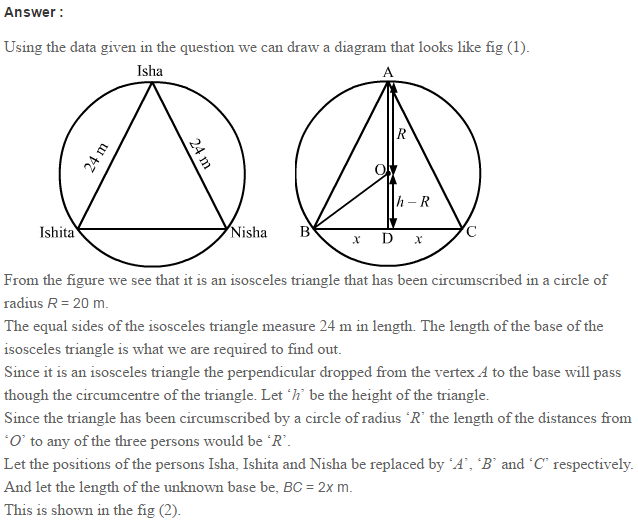 Answer :
Using the data given in the question we can draw a diagram that looks like fig (1).
Isha
24 m
24 m
Ishita
Nisha
A
R
O
h – R
B
x
D
x
C
From the figure we see that it is an isosceles triangle that has been circumscribed in a circle of
radius R = 20 m.
The equal sides of the isosceles triangle measure 24 m in length. The length of the base of the
isosceles triangle is what we are required to find out.
Since it is an isosceles triangle the perpendicular dropped from the vertex A to the base will pass
though the circumcentre of the triangle. Let ‘h’ be the height of the triangle.
Since the triangle has been circumscribed by a circle of radius ‘R’ the length of the distances from
‘O’ to any of the three persons would be ‘R’.
Let the positions of the persons Isha, Ishita and Nisha be replaced by ‘A’, ‘B’ and ‘C’ respectively.
And let the length of the unknown base be, BC = 2x m.
This is shown in the fig (2).